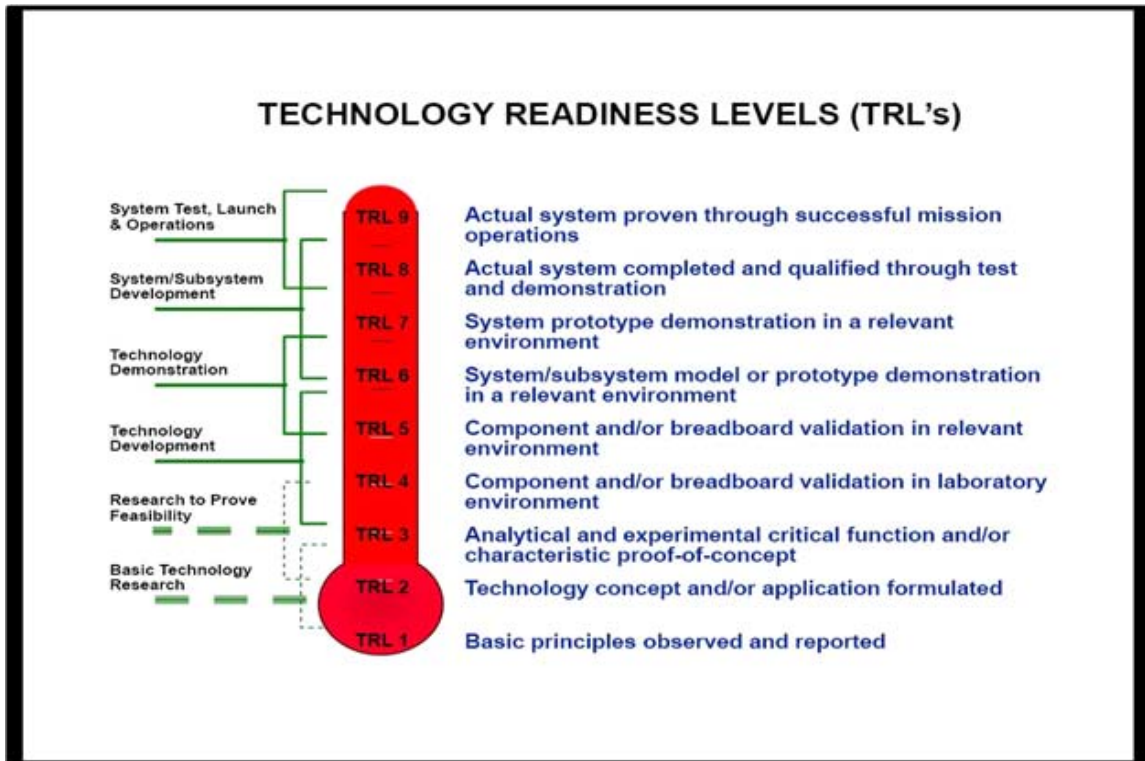 TECHNOLOGY READINESS LEVELS (TRL's)
System Test, Launch
& Operations
System/Subsystem
Development
Technology
Demonstration
Technology
Development
Research to Prove
Feasibility
Basic Technology
Research
TRL 9
Actual system proven through successful mission
operations
TRL 8
Actual system completed and qualified through test
and demonstration
TRL 7
System prototype demonstration in a relevant
environment
TRL 6
System/subsystem model or prototype demonstration
in a relevant environment
TRL 5
Component and/or breadboard validation in relevant
environment
TRL 4
Component and/or breadboard validation in laboratory
environment
TRL 3
Analytical and experimental critical function and/or
characteristic proof-of-concept
TRL 2
Technology concept and/or application formulated
TRL 1
Basic principles observed and reported